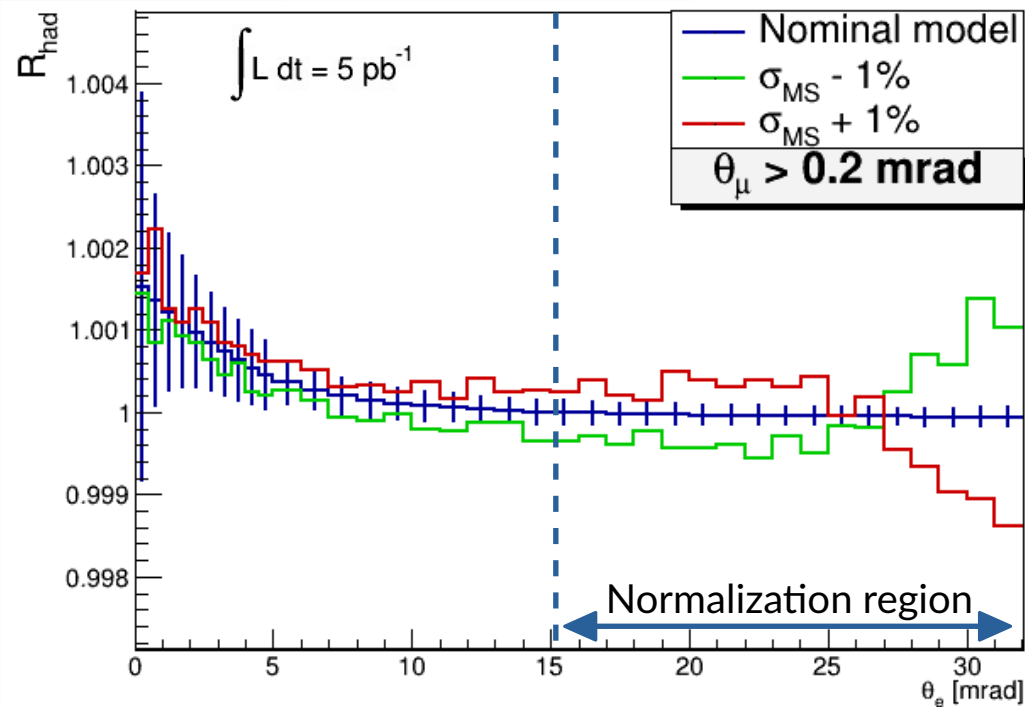 R_had
∫L dt = 5 pb⁻¹
Nominal model
σ_MS - 1%
σ_MS + 1%
θ_μ > 0.2 mrad
1.004
1.003
1.002
1.001
1
0.999
0.998
Normalization region
0 5 10 15 20 25 30
θ_e [mrad]